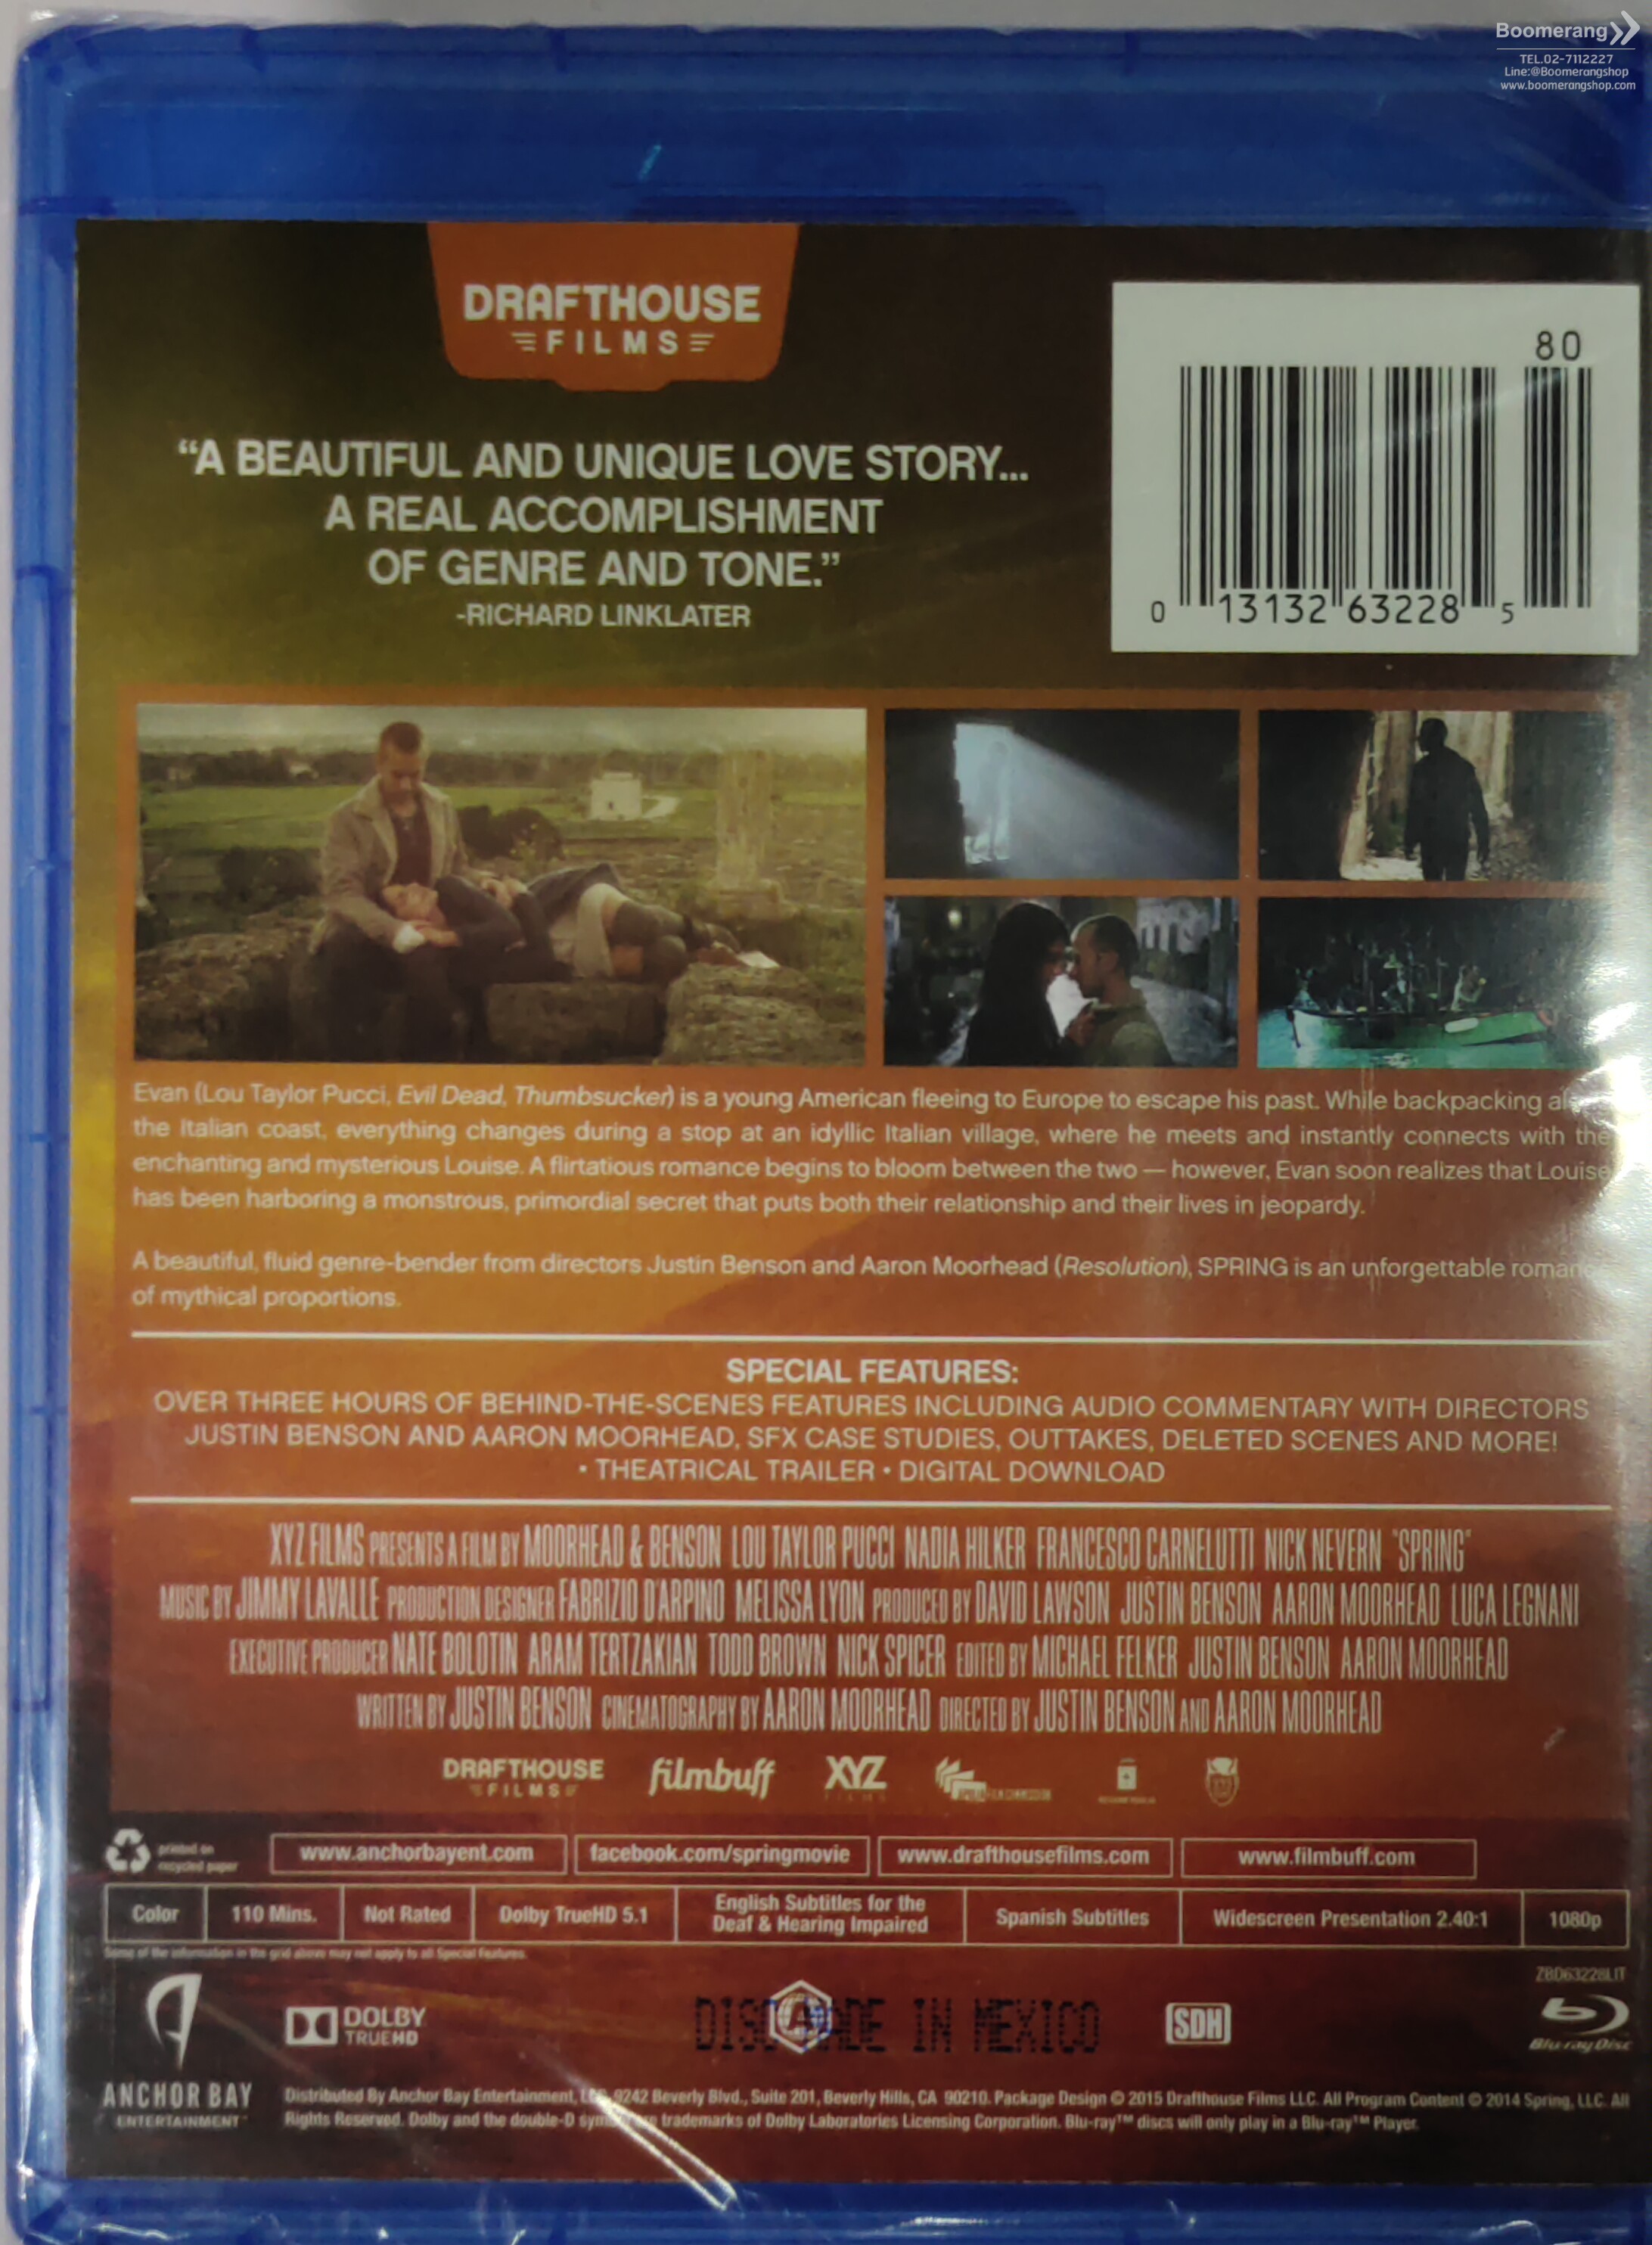 Boomerang
TEL.02-7112227
Line:@Boomerangshop
www.boomerangshop.com
DRAFTHOUSE
FILMS
80
0 13132 63228 5
“A BEAUTIFUL AND UNIQUE LOVE STORY...
A REAL ACCOMPLISHMENT
OF GENRE AND TONE.”
-RICHARD LINKLATER
Evan (Lou Taylor Pucci, Evil Dead, Thumbsucker) is a young American fleeing to Europe to escape his past. While backpacking
the Italian coast, everything changes during a stop at an idyllic Italian village, where he meets and instantly connects with the
enchanting and mysterious Louise. A flirtatious romance begins to bloom between the two — however, Evan soon realizes that Louise
has been harboring a monstrous, primordial secret that puts both their relationship and their lives in jeopardy.
A beautiful, fluid genre-bender from directors Justin Benson and Aaron Moorhead (Resolution), SPRING is an unforgettable romance
of mythical proportions.
SPECIAL FEATURES:
OVER THREE HOURS OF BEHIND-THE-SCENES FEATURES INCLUDING AUDIO COMMENTARY WITH DIRECTORS
JUSTIN BENSON AND AARON MOORHEAD, SFX CASE STUDIES, OUTTAKES, DELETED SCENES AND MORE!
• THEATRICAL TRAILER • DIGITAL DOWNLOAD
XYZ FILMS PRESENTS A FILM BY MOORHEAD & BENSON LOU TAYLOR PUCCI NADIA HILKER FRANCESCO CARNELUTTI NICK NEVERN "SPRING"
MUSIC BY JIMMY LAVALLE PRODUCTION DESIGNER FABRIZIO D'ARPINO MELISSA LYON PRODUCED BY DAVID LAWSON JUSTIN BENSON AARON MOORHEAD LUCA LEGNANI
EXECUTIVE PRODUCER NATE BOLOTIN ARAM TERTZAKIAN TODD BROWN NICK SPICER EDITED BY MICHAEL FELKER JUSTIN BENSON AARON MOORHEAD
WRITTEN BY JUSTIN BENSON CINEMATOGRAPHY BY AARON MOORHEAD DIRECTED BY JUSTIN BENSON AND AARON MOORHEAD
DRAFTHOUSE FILMS filmbuff XYZ FILMS
printed on
recycled paper
www.anchorbayent.com facebook.com/springmovie www.drafthousefilms.com www.filmbuff.com
Color 110 Mins. Not Rated Dolby TrueHD 5.1 English Subtitles for the Deaf & Hearing Impaired Spanish Subtitles Widescreen Presentation 2.40:1 1080p
Some of the information in the grid above may not apply to all Special Features.
ZBD63228LIT
DOLBY
TRUEHD
DISC MADE IN MEXICO
SDH
Blu-ray Disc
ANCHOR BAY
ENTERTAINMENT
Distributed By Anchor Bay Entertainment, LLC, 9242 Beverly Blvd., Suite 201, Beverly Hills, CA 90210. Package Design © 2015 Drafthouse Films LLC. All Program Content © 2014 Spring, LLC. All
Rights Reserved. Dolby and the double-D symbol are trademarks of Dolby Laboratories Licensing Corporation. Blu-ray™ discs will only play in a Blu-ray™ Player.